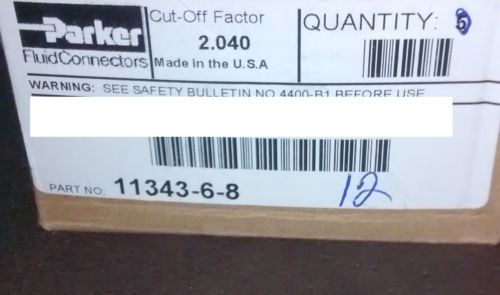 Parker
FluidConnectors
Cut-Off Factor
2.040
Made in the U.S.A
QUANTITY:
WARNING: SEE SAFETY BULLETIN NO 4400-B1 BEFORE USE
PART NO: 11343-6-8
12